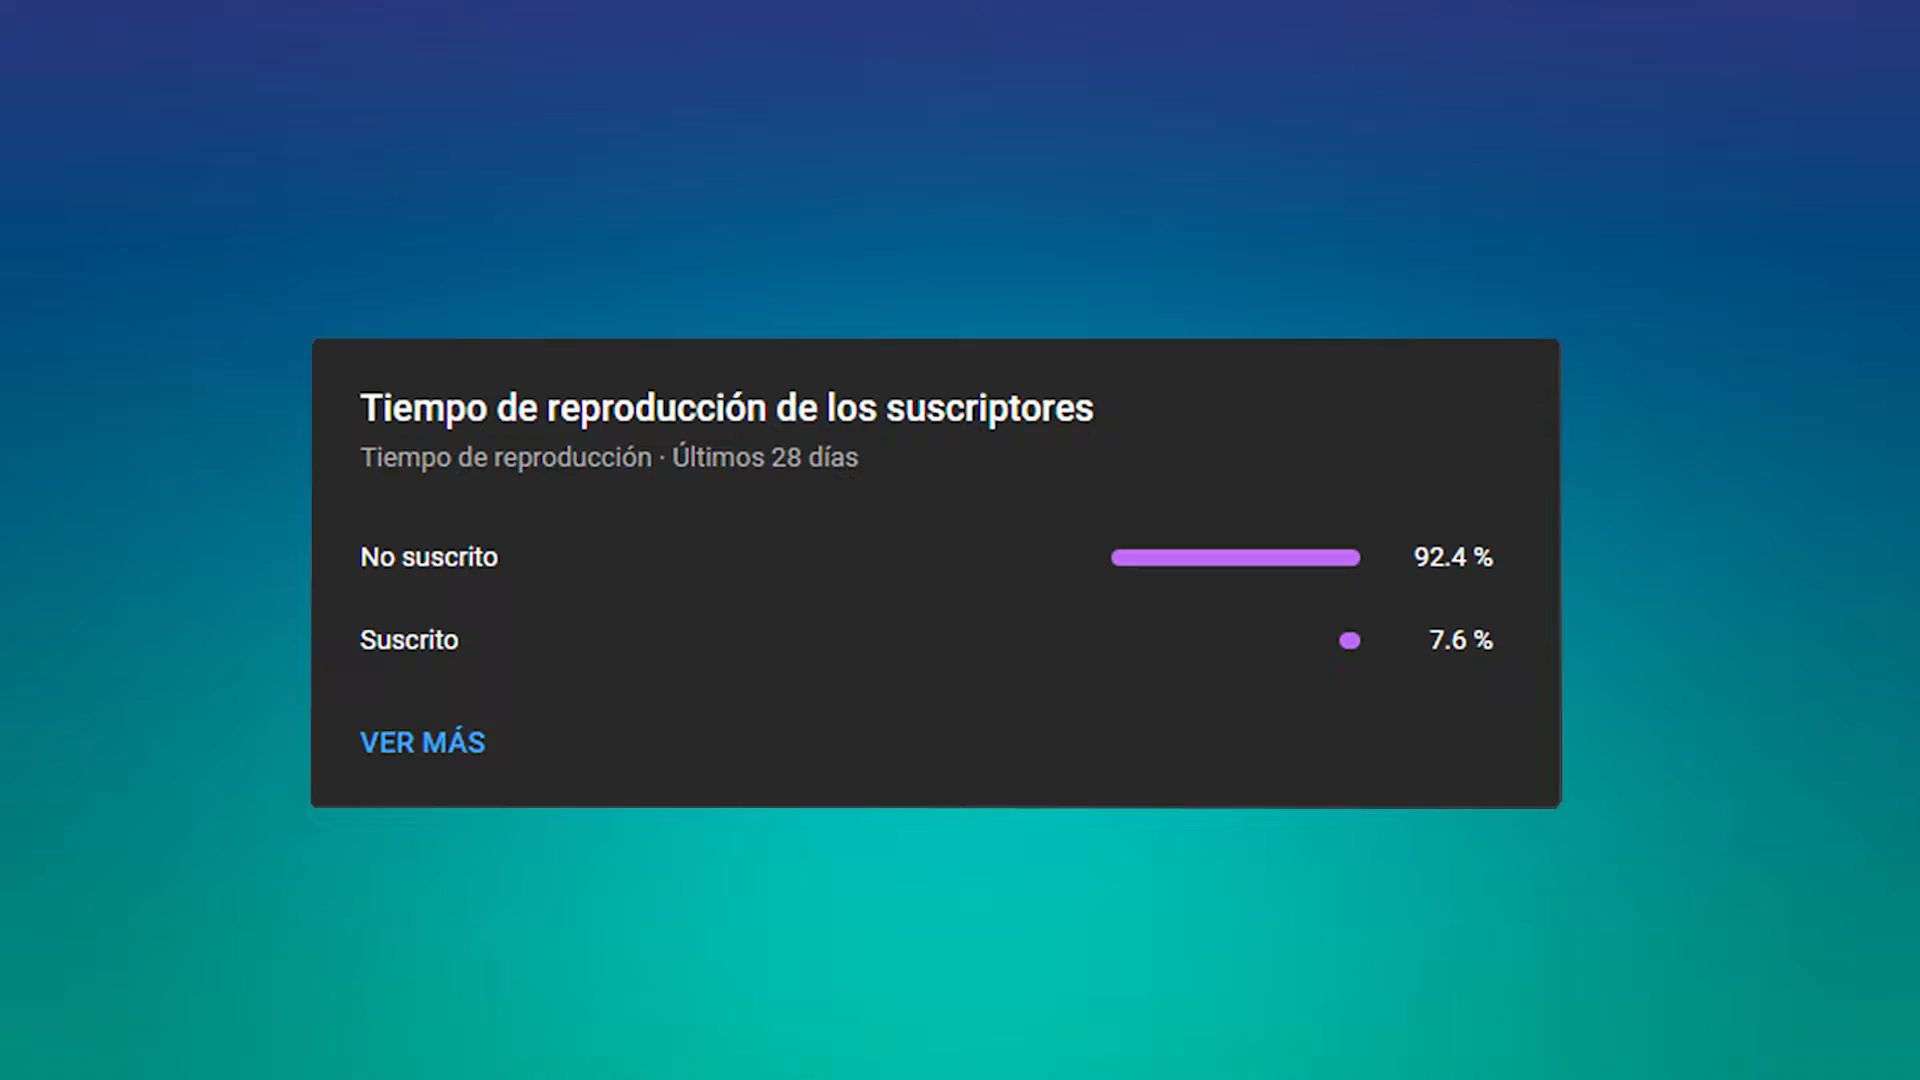 Tiempo de reproducción de los suscriptores
Tiempo de reproducción · Últimos 28 días
No suscrito 92.4 %
Suscrito 7.6 %
VER MÁS